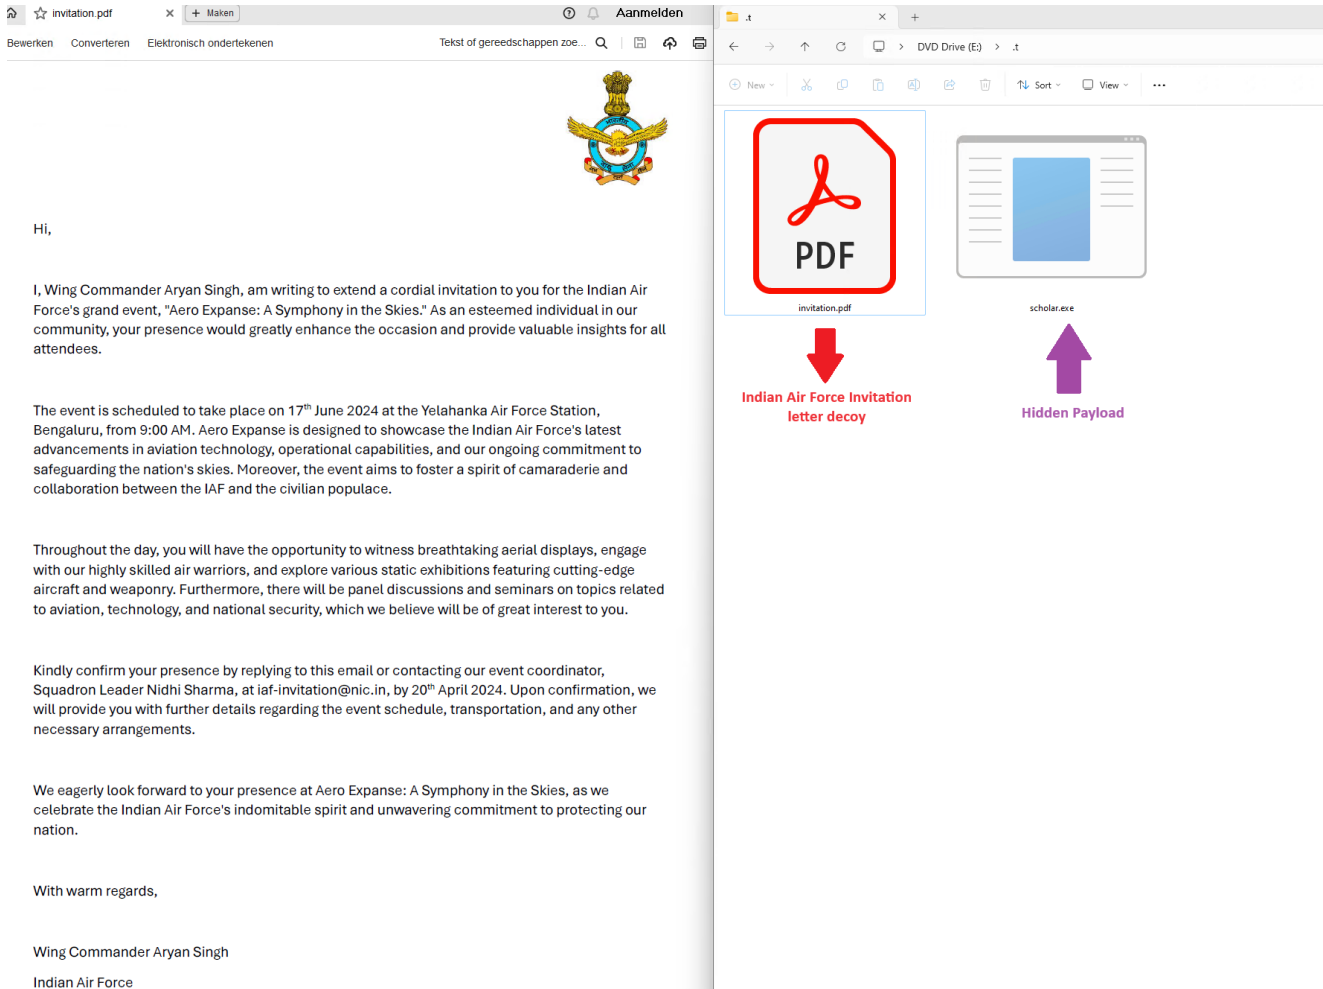 invitation.pdf
+ Maken
Aanmelden
Bewerken Converteren Elektronisch ondertekenen
Tekst of gereedschappen zoe...
Hi,
I, Wing Commander Aryan Singh, am writing to extend a cordial invitation to you for the Indian Air
Force's grand event, "Aero Expanse: A Symphony in the Skies." As an esteemed individual in our
community, your presence would greatly enhance the occasion and provide valuable insights for all
attendees.
The event is scheduled to take place on 17th June 2024 at the Yelahanka Air Force Station,
Bengaluru, from 9:00 AM. Aero Expanse is designed to showcase the Indian Air Force's latest
advancements in aviation technology, operational capabilities, and our ongoing commitment to
safeguarding the nation's skies. Moreover, the event aims to foster a spirit of camaraderie and
collaboration between the IAF and the civilian populace.
Throughout the day, you will have the opportunity to witness breathtaking aerial displays, engage
with our highly skilled air warriors, and explore various static exhibitions featuring cutting-edge
aircraft and weaponry. Furthermore, there will be panel discussions and seminars on topics related
to aviation, technology, and national security, which we believe will be of great interest to you.
Kindly confirm your presence by replying to this email or contacting our event coordinator,
Squadron Leader Nidhi Sharma, at iaf-invitation@nic.in, by 20th April 2024. Upon confirmation, we
will provide you with further details regarding the event schedule, transportation, and any other
necessary arrangements.
We eagerly look forward to your presence at Aero Expanse: A Symphony in the Skies, as we
celebrate the Indian Air Force's indomitable spirit and unwavering commitment to protecting our
nation.
With warm regards,
Wing Commander Aryan Singh
Indian Air Force
.t
DVD Drive (E:) > .t
New
Sort
View
PDF
invitation.pdf
scholar.exe
Indian Air Force Invitation
letter decoy
Hidden Payload